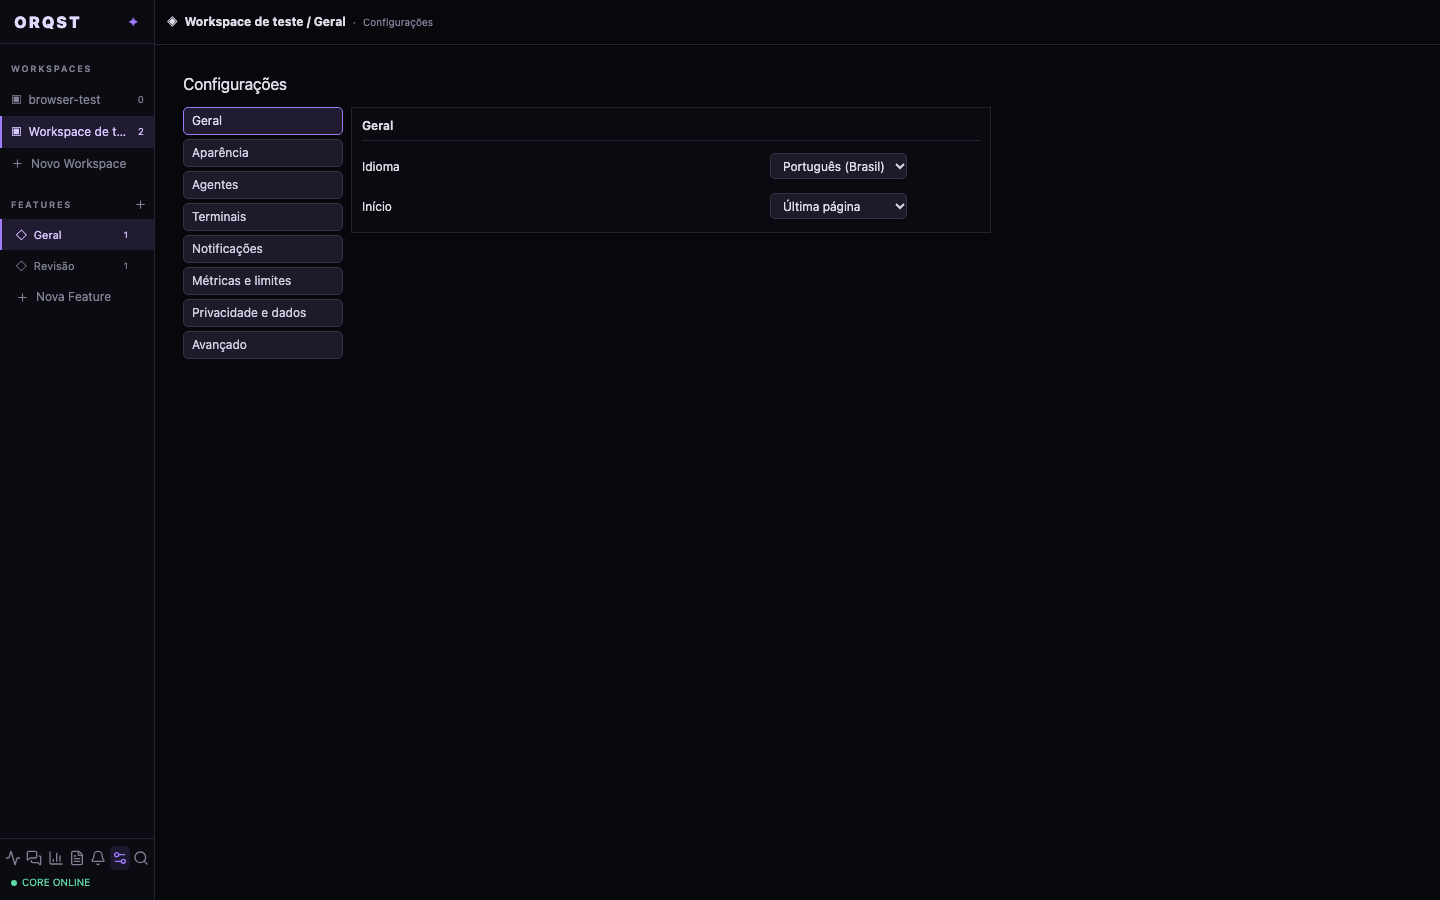 ORQST
Workspace de teste / Geral · Configurações
WORKSPACES
browser-test 0
Workspace de t... 2
+ Novo Workspace
FEATURES +
Geral 1
Revisão 1
+ Nova Feature
CORE ONLINE
Configurações
Geral
Aparência
Agentes
Terminais
Notificações
Métricas e limites
Privacidade e dados
Avançado
Geral
Idioma Português (Brasil)
Início Última página